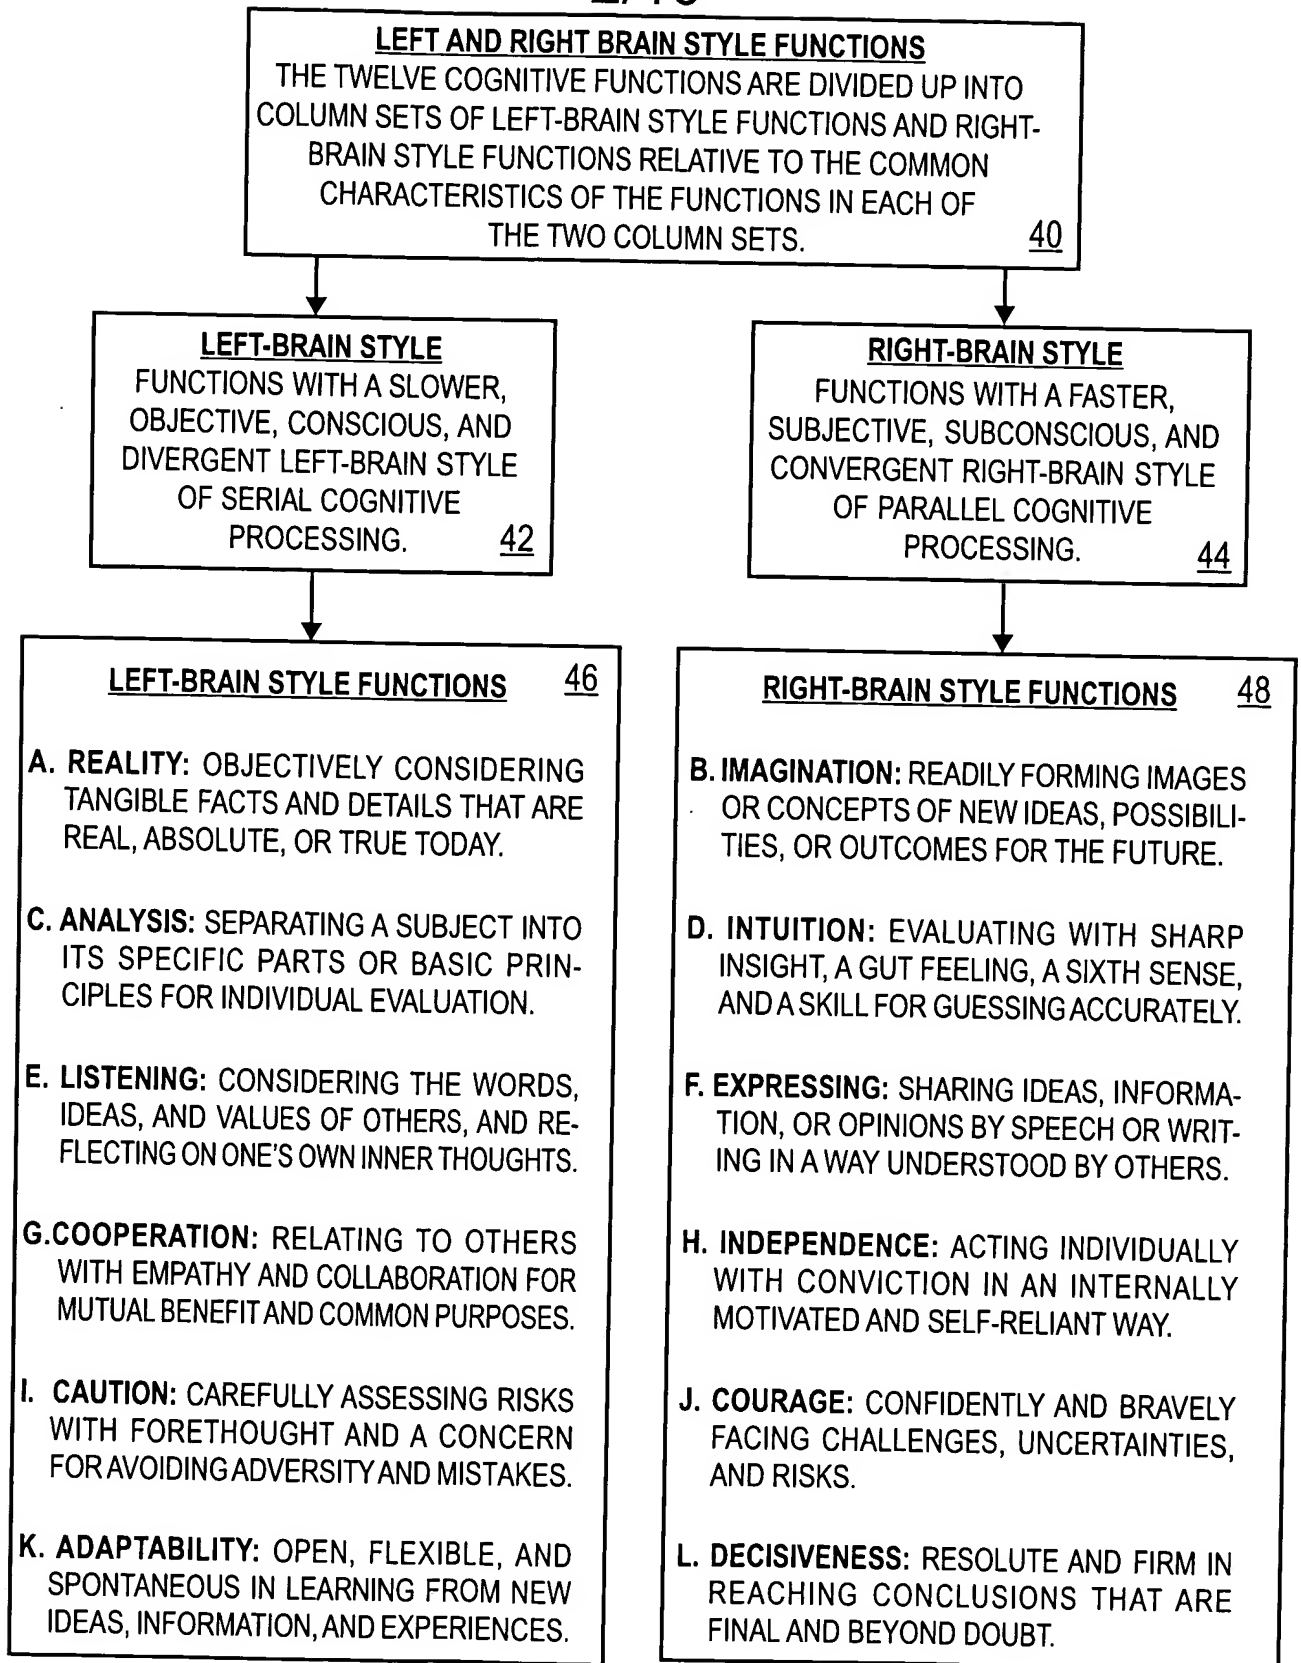 LEFT AND RIGHT BRAIN STYLE FUNCTIONS
THE TWELVE COGNITIVE FUNCTIONS ARE DIVIDED UP INTO
COLUMN SETS OF LEFT-BRAIN STYLE FUNCTIONS AND RIGHT-
BRAIN STYLE FUNCTIONS RELATIVE TO THE COMMON
CHARACTERISTICS OF THE FUNCTIONS IN EACH OF
THE TWO COLUMN SETS. 40
LEFT-BRAIN STYLE
FUNCTIONS WITH A SLOWER,
OBJECTIVE, CONSCIOUS, AND
DIVERGENT LEFT-BRAIN STYLE
OF SERIAL COGNITIVE
PROCESSING. 42
RIGHT-BRAIN STYLE
FUNCTIONS WITH A FASTER,
SUBJECTIVE, SUBCONSCIOUS, AND
CONVERGENT RIGHT-BRAIN STYLE
OF PARALLEL COGNITIVE
PROCESSING. 44
LEFT-BRAIN STYLE FUNCTIONS 46
A. REALITY: OBJECTIVELY CONSIDERING
TANGIBLE FACTS AND DETAILS THAT ARE
REAL, ABSOLUTE, OR TRUE TODAY.
C. ANALYSIS: SEPARATING A SUBJECT INTO
ITS SPECIFIC PARTS OR BASIC PRIN-
CIPLES FOR INDIVIDUAL EVALUATION.
E. LISTENING: CONSIDERING THE WORDS,
IDEAS, AND VALUES OF OTHERS, AND RE-
FLECTING ON ONE'S OWN INNER THOUGHTS.
G. COOPERATION: RELATING TO OTHERS
WITH EMPATHY AND COLLABORATION FOR
MUTUAL BENEFIT AND COMMON PURPOSES.
I. CAUTION: CAREFULLY ASSESSING RISKS
WITH FORETHOUGHT AND A CONCERN
FOR AVOIDING ADVERSITY AND MISTAKES.
K. ADAPTABILITY: OPEN, FLEXIBLE, AND
SPONTANEOUS IN LEARNING FROM NEW
IDEAS, INFORMATION, AND EXPERIENCES.
RIGHT-BRAIN STYLE FUNCTIONS 48
B. IMAGINATION: READILY FORMING IMAGES
OR CONCEPTS OF NEW IDEAS, POSSIBILI-
TIES, OR OUTCOMES FOR THE FUTURE.
D. INTUITION: EVALUATING WITH SHARP
INSIGHT, A GUT FEELING, A SIXTH SENSE,
AND A SKILL FOR GUESSING ACCURATELY.
F. EXPRESSING: SHARING IDEAS, INFORMA-
TION, OR OPINIONS BY SPEECH OR WRIT-
ING IN A WAY UNDERSTOOD BY OTHERS.
H. INDEPENDENCE: ACTING INDIVIDUALLY
WITH CONVICTION IN AN INTERNALLY
MOTIVATED AND SELF-RELIANT WAY.
J. COURAGE: CONFIDENTLY AND BRAVELY
FACING CHALLENGES, UNCERTAINTIES,
AND RISKS.
L. DECISIVENESS: RESOLUTE AND FIRM IN
REACHING CONCLUSIONS THAT ARE
FINAL AND BEYOND DOUBT.